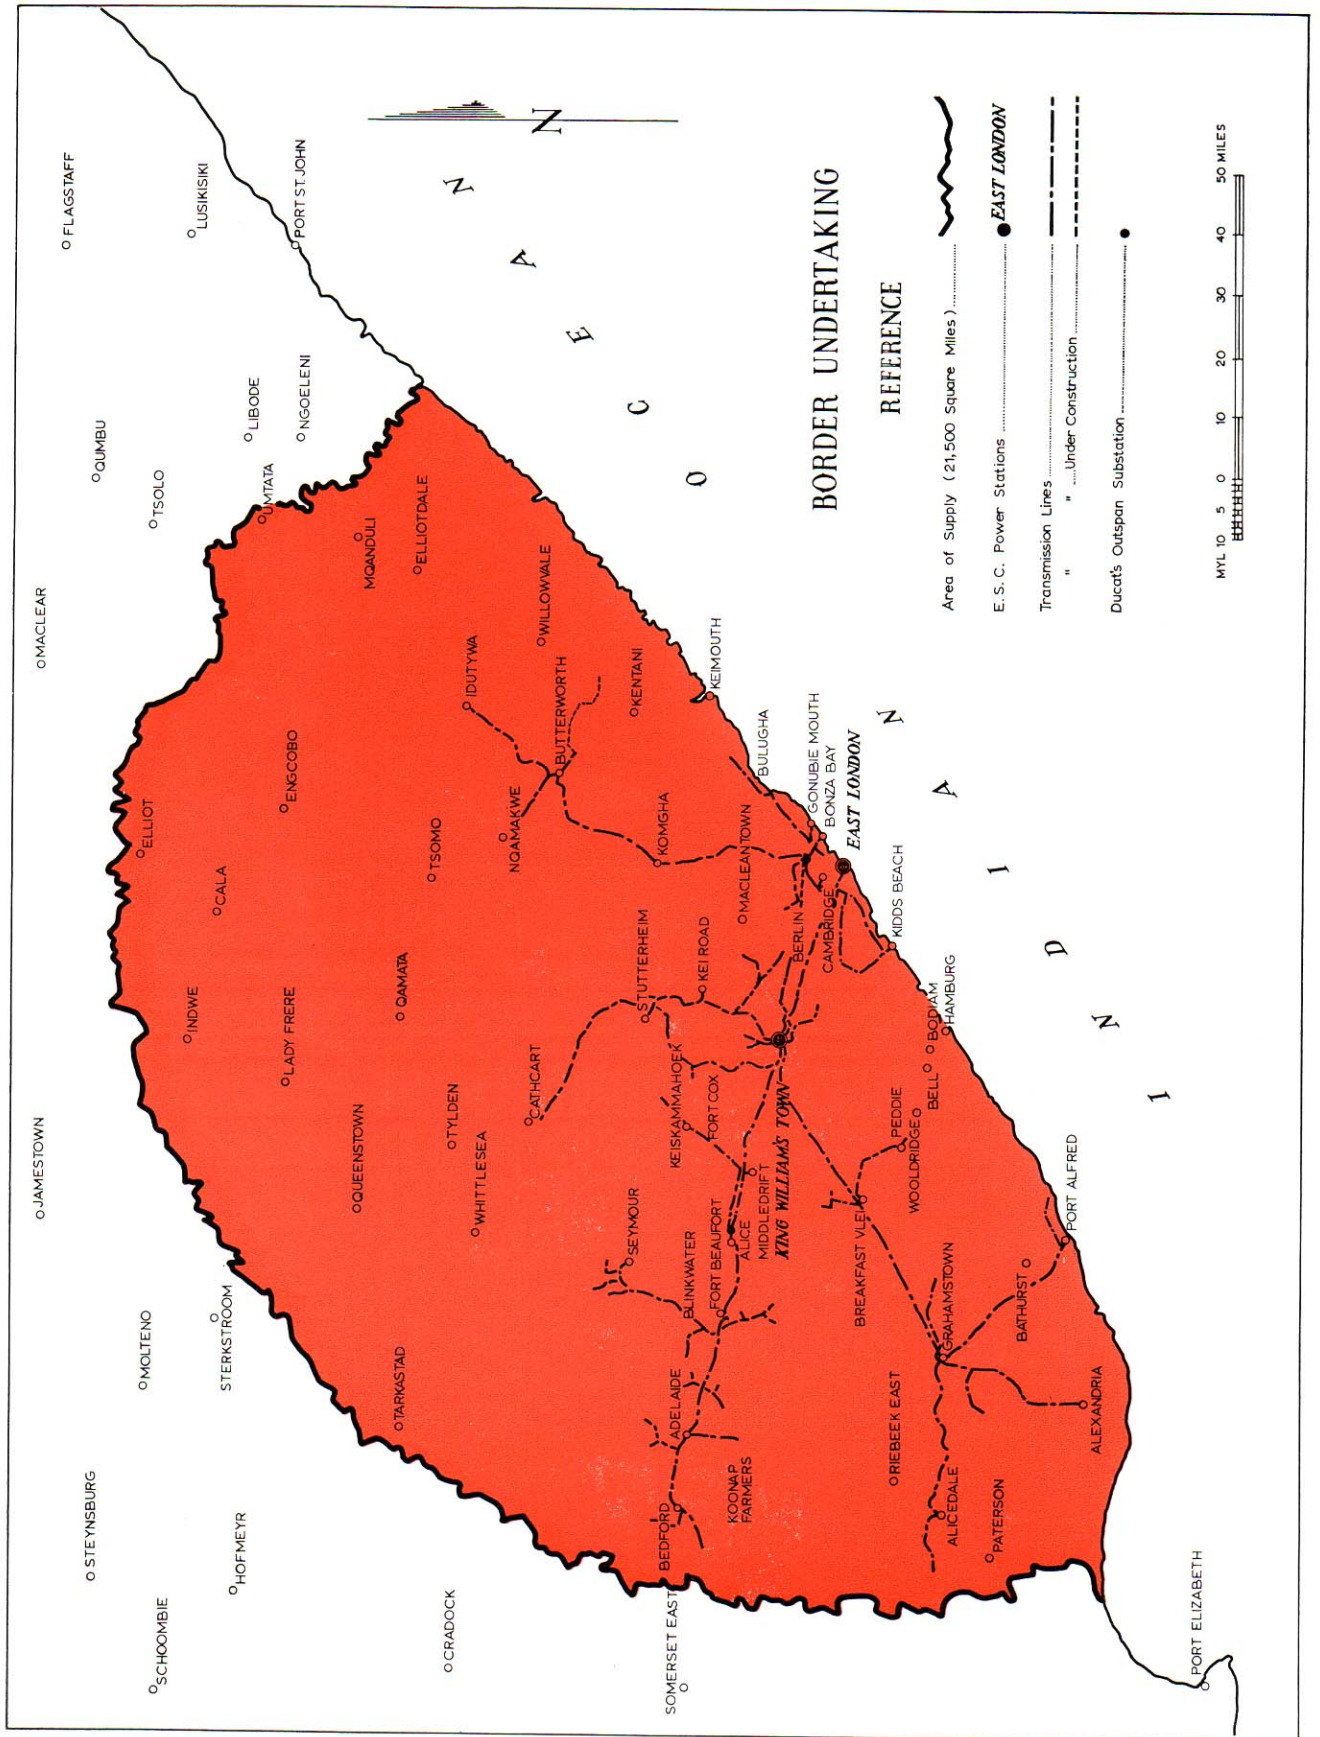 FLAGSTAFF
LUSIKISIKI
PORT ST. JOHN
QUMBU
LIBODE
NGOELENI
TSOLO
UMTATA
MACLEAR
MQANDULI
ELLIOTDALE
WILLOWVALE
IDUTYWA
BUTTERWORTH
KENTANI
KEIMOUTH
ELLIOT
ENGCOBO
CALA
TSOMO
NQAMAKWE
KOMGHA
BULUGHA
GONUBIE MOUTH
BONZA BAY
EAST LONDON
MACLEANTOWN
INDWE
LADY FRERE
QAMATA
STUTTERHEIM
KEI ROAD
BERLIN
CAMBRIDGE
KIDDS BEACH
JAMESTOWN
QUEENSTOWN
TYLDEN
WHITTLESEA
CATHCART
KEISKAMMAHOEK
FORT COX
KING WILLIAM'S TOWN
BODIAM
HAMBURG
BELL
PEDDIE
WOOLDRIDGE
MOLTENO
STERKSTROOM
SEYMOUR
BLINKWATER
FORT BEAUFORT
ALICE
MIDDLEDRIFT
BREAKFAST VLEI
GRAHAMSTOWN
BATHURST
PORT ALFRED
TARKASTAD
ADELAIDE
RIEBEEK EAST
ALEXANDRIA
STEYNSBURG
HOFMEYR
SCHOOMBIE
CRADOCK
BEDFORD
KOONAP
FARMERS
ALICEDALE
PATERSON
SOMERSET EAST
PORT ELIZABETH
N
INDIAN
OCEAN
BORDER UNDERTAKING
REFERENCE
Area of Supply (21,500 Square Miles)
E. S. C. Power Stations EAST LONDON
Transmission Lines
" " Under Construction
Ducat's Outspan Substation
MYL 10 5 0 10 20 30 40 50 MILES